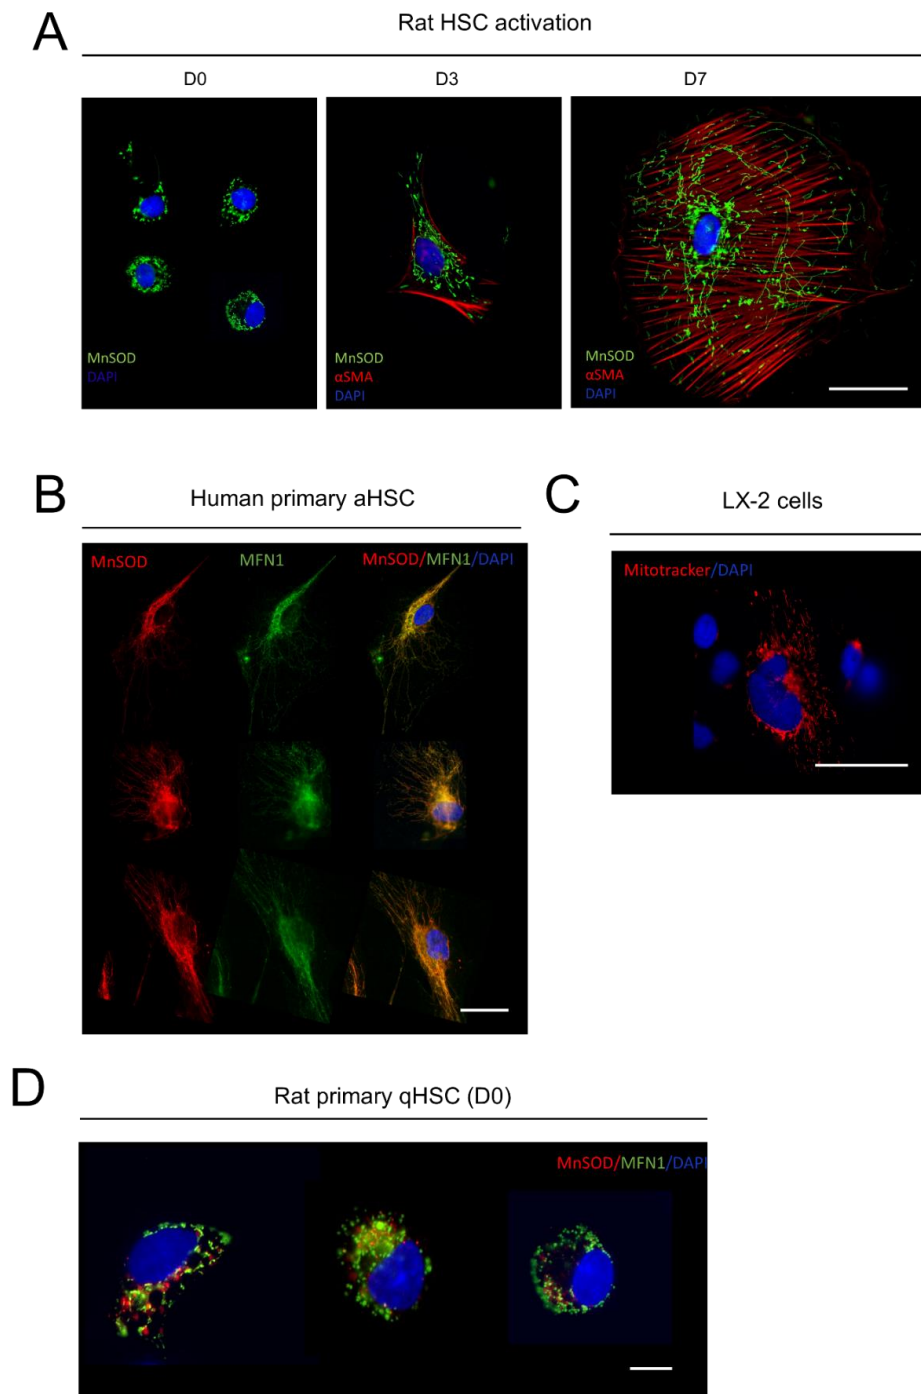 A
Rat HSC activation
D0
D3
D7
MnSOD
DAPI
MnSOD
αSMA
DAPI
MnSOD
αSMA
DAPI
B
Human primary aHSC
MnSOD
MFN1
MnSOD/MFN1/DAPI
C
LX-2 cells
Mitotracker/DAPI
D
Rat primary qHSC (D0)
MnSOD/MFN1/DAPI